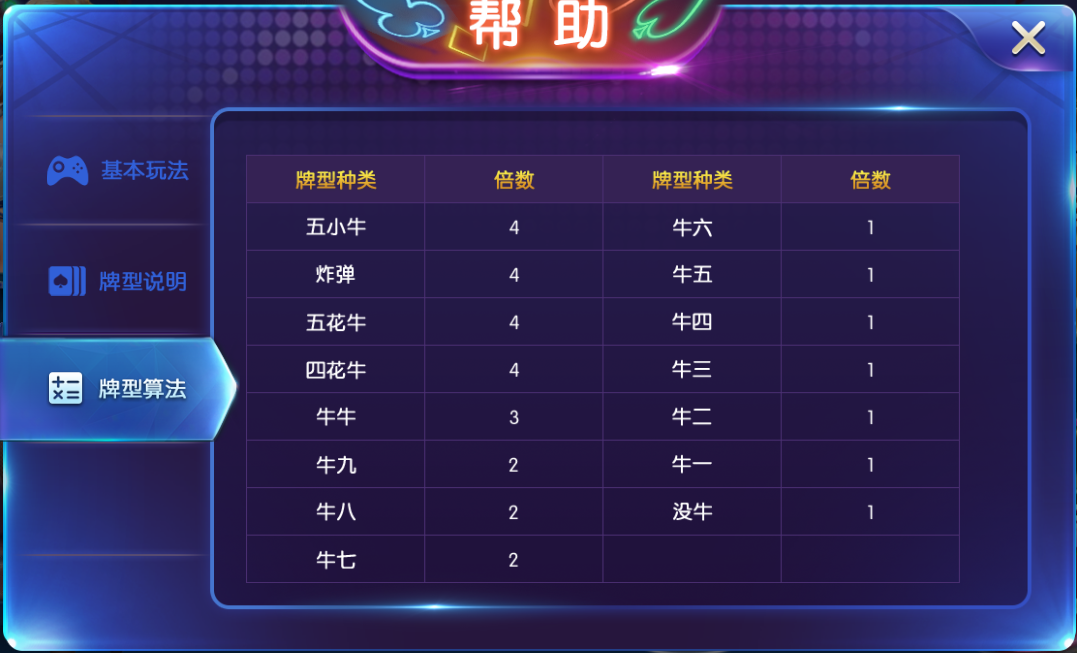 帮助
基本玩法
牌型说明
牌型算法
牌型种类 倍数 牌型种类 倍数
五小牛 4 牛六 1
炸弹 4 牛五 1
五花牛 4 牛四 1
四花牛 4 牛三 1
牛牛 3 牛二 1
牛九 2 牛一 1
牛八 2 没牛 1
牛七 2